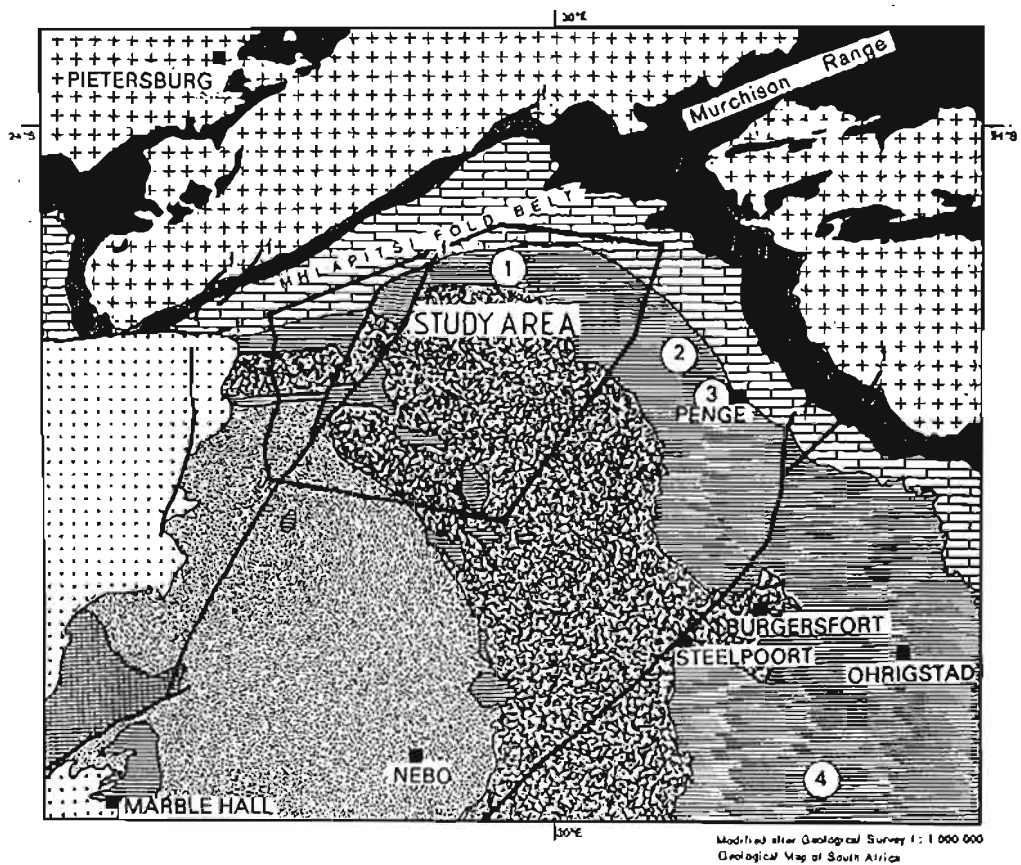 30°E
PIETERSBURG
Murchison Range
24°S
24°S
MHLAPITSI FOLD BELT
1
STUDY AREA
2
3
PENGE
BURGERSFORT
STEELPOORT
OHRIGSTAD
NEBO
4
MARBLE HALL
30°E
Modified after Geological Survey 1:1 000 000
Geological Map of South Africa